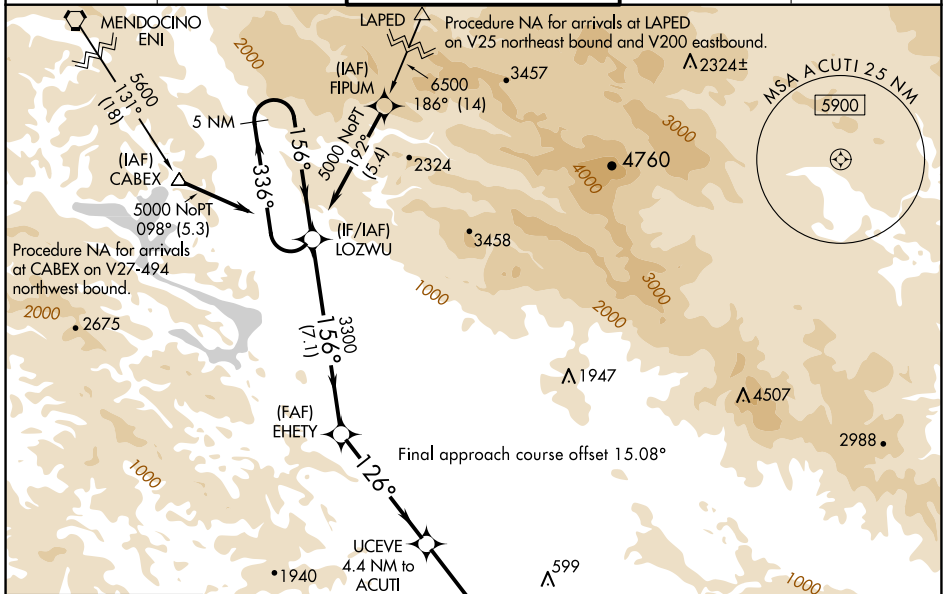 MENDOCINO
ENI
5600
131°
(18)
2000
LAPED
Procedure NA for arrivals at LAPED
on V25 northeast bound and V200 eastbound.
2324±
MSA ACUTI 25 NM
5900
(IAF)
FIPUM
6500
186° (14)
3457
3000
5 NM
156°
336°
5000 NoPT
192°
(5.4)
2324
4760
4000
(IAF)
CABEX
5000 NoPT
098° (5.3)
(IF/IAF)
LOZWU
3458
Procedure NA for arrivals
at CABEX on V27-494
northwest bound.
1000
3000
2000
2000
2675
3300
156°
(7.1)
1947
4507
(FAF)
EHETY
Final approach course offset 15.08°
2988
126°
1000
UCEVE
4.4 NM to
ACUTI
1940
599
1000